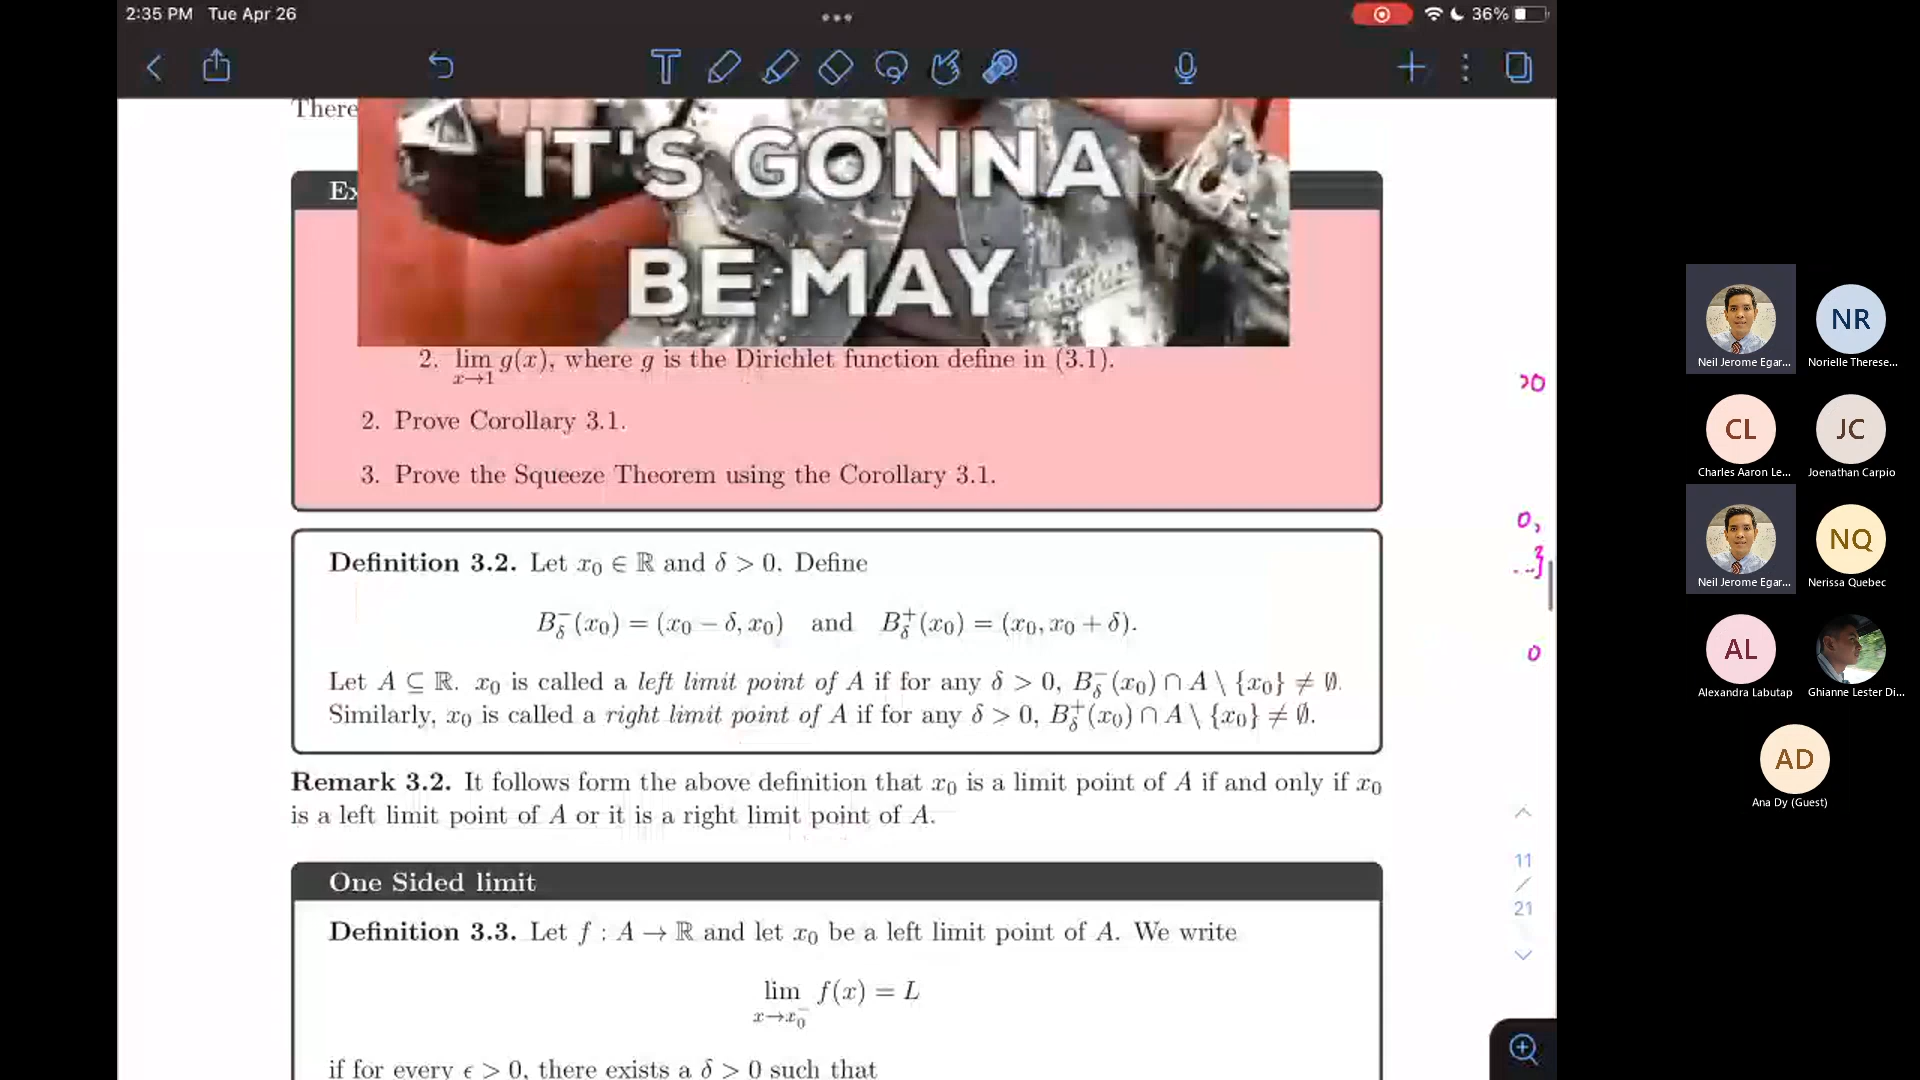 2:35 PM Tue Apr 26
36%
There
IT'S GONNA
BE MAY
Ex
2. lim x→1 g(x), where g is the Dirichlet function define in (3.1).
2. Prove Corollary 3.1.
3. Prove the Squeeze Theorem using the Corollary 3.1.
Definition 3.2. Let x₀ ∈ ℝ and δ > 0. Define
B⁻_δ(x₀) = (x₀ − δ, x₀) and B⁺_δ(x₀) = (x₀, x₀ + δ).
Let A ⊆ ℝ. x₀ is called a left limit point of A if for any δ > 0, B⁻_δ(x₀) ∩ A \ {x₀} ≠ ∅.
Similarly, x₀ is called a right limit point of A if for any δ > 0, B⁺_δ(x₀) ∩ A \ {x₀} ≠ ∅.
Remark 3.2. It follows form the above definition that x₀ is a limit point of A if and only if x₀
is a left limit point of A or it is a right limit point of A.
One Sided limit
Definition 3.3. Let f : A → ℝ and let x₀ be a left limit point of A. We write
lim x→x₀⁻ f(x) = L
if for every ϵ > 0, there exists a δ > 0 such that
>0
0,
...}
0
11
/
21
Neil Jerome Egar...
NR
Norielle Therese...
CL
Charles Aaron Le...
JC
Joenathan Carpio
Neil Jerome Egar...
NQ
Nerissa Quebec
AL
Alexandra Labutap
Ghianne Lester Di...
AD
Ana Dy (Guest)